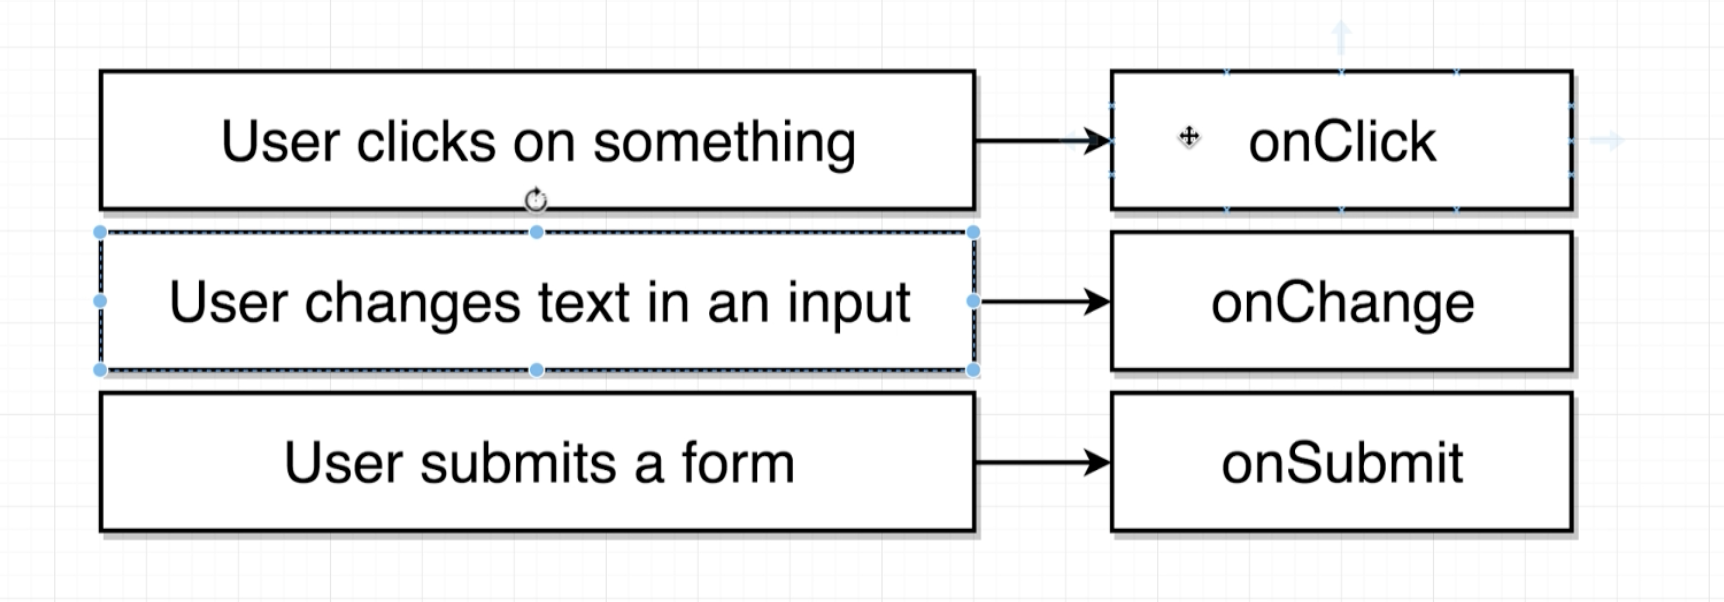 User clicks on something
onClick
User changes text in an input
onChange
User submits a form
onSubmit